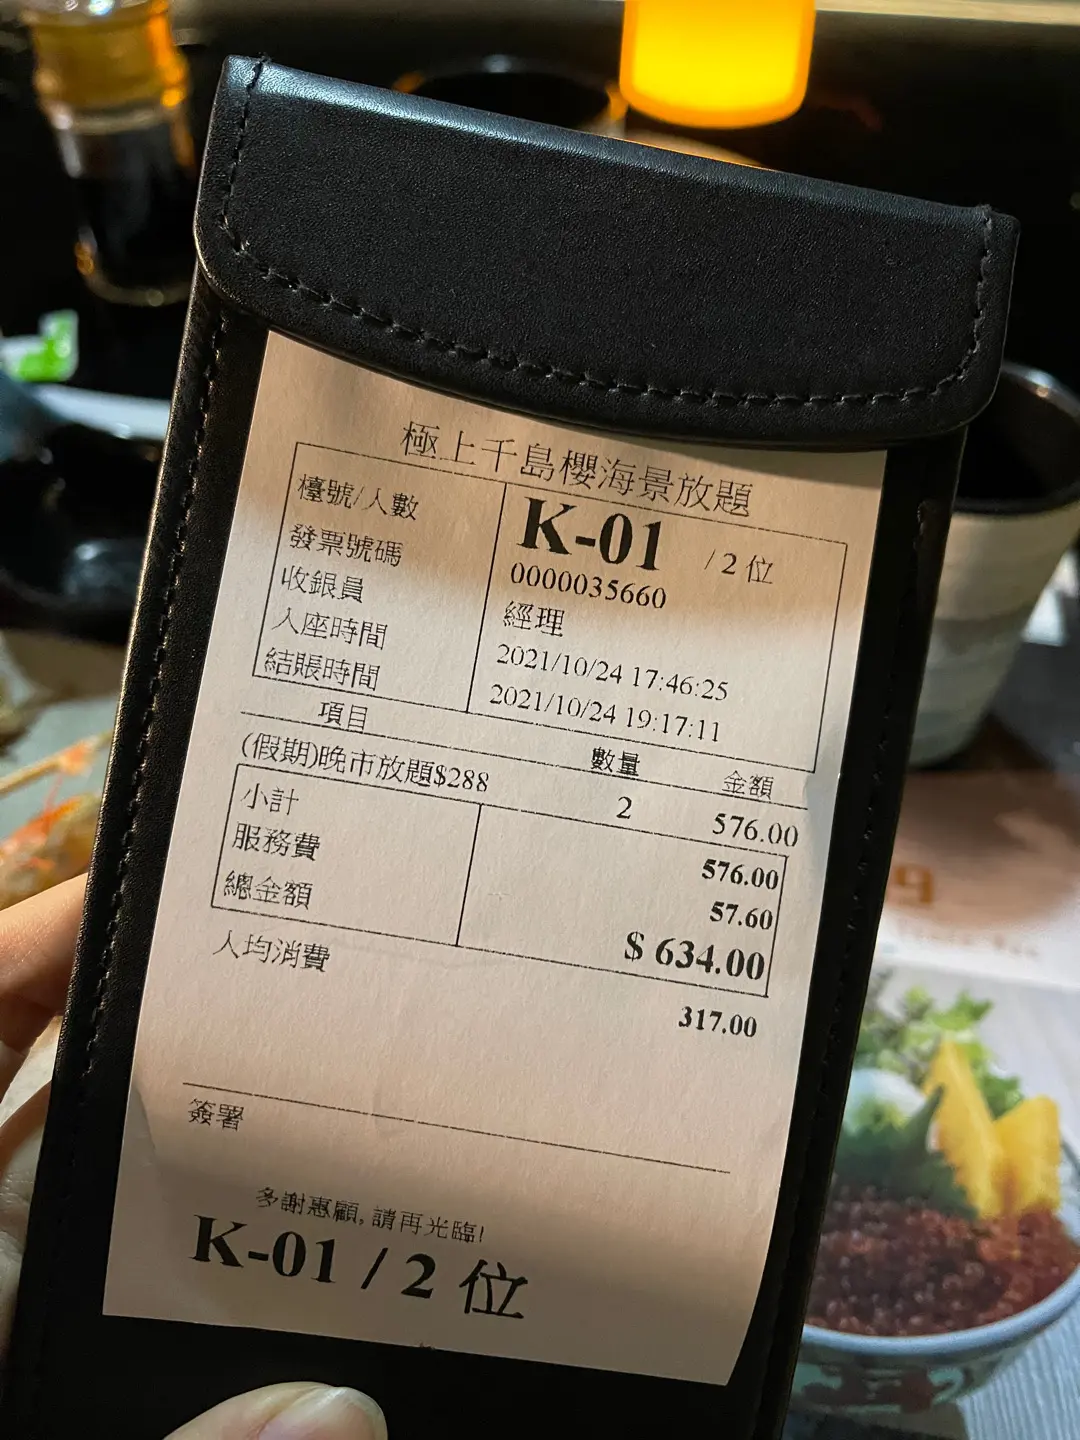 極上千島櫻海景放題
檯號/人數 K-01 /2位
發票號碼 0000035660
收銀員 經理
入座時間 2021/10/24 17:46:25
結賬時間 2021/10/24 19:17:11
項目 數量 金額
(假期)晚市放題$288 2 576.00
小計 576.00
服務費 57.60
總金額 $ 634.00
人均消費 317.00
簽署
多謝惠顧, 請再光臨!
K-01 / 2 位